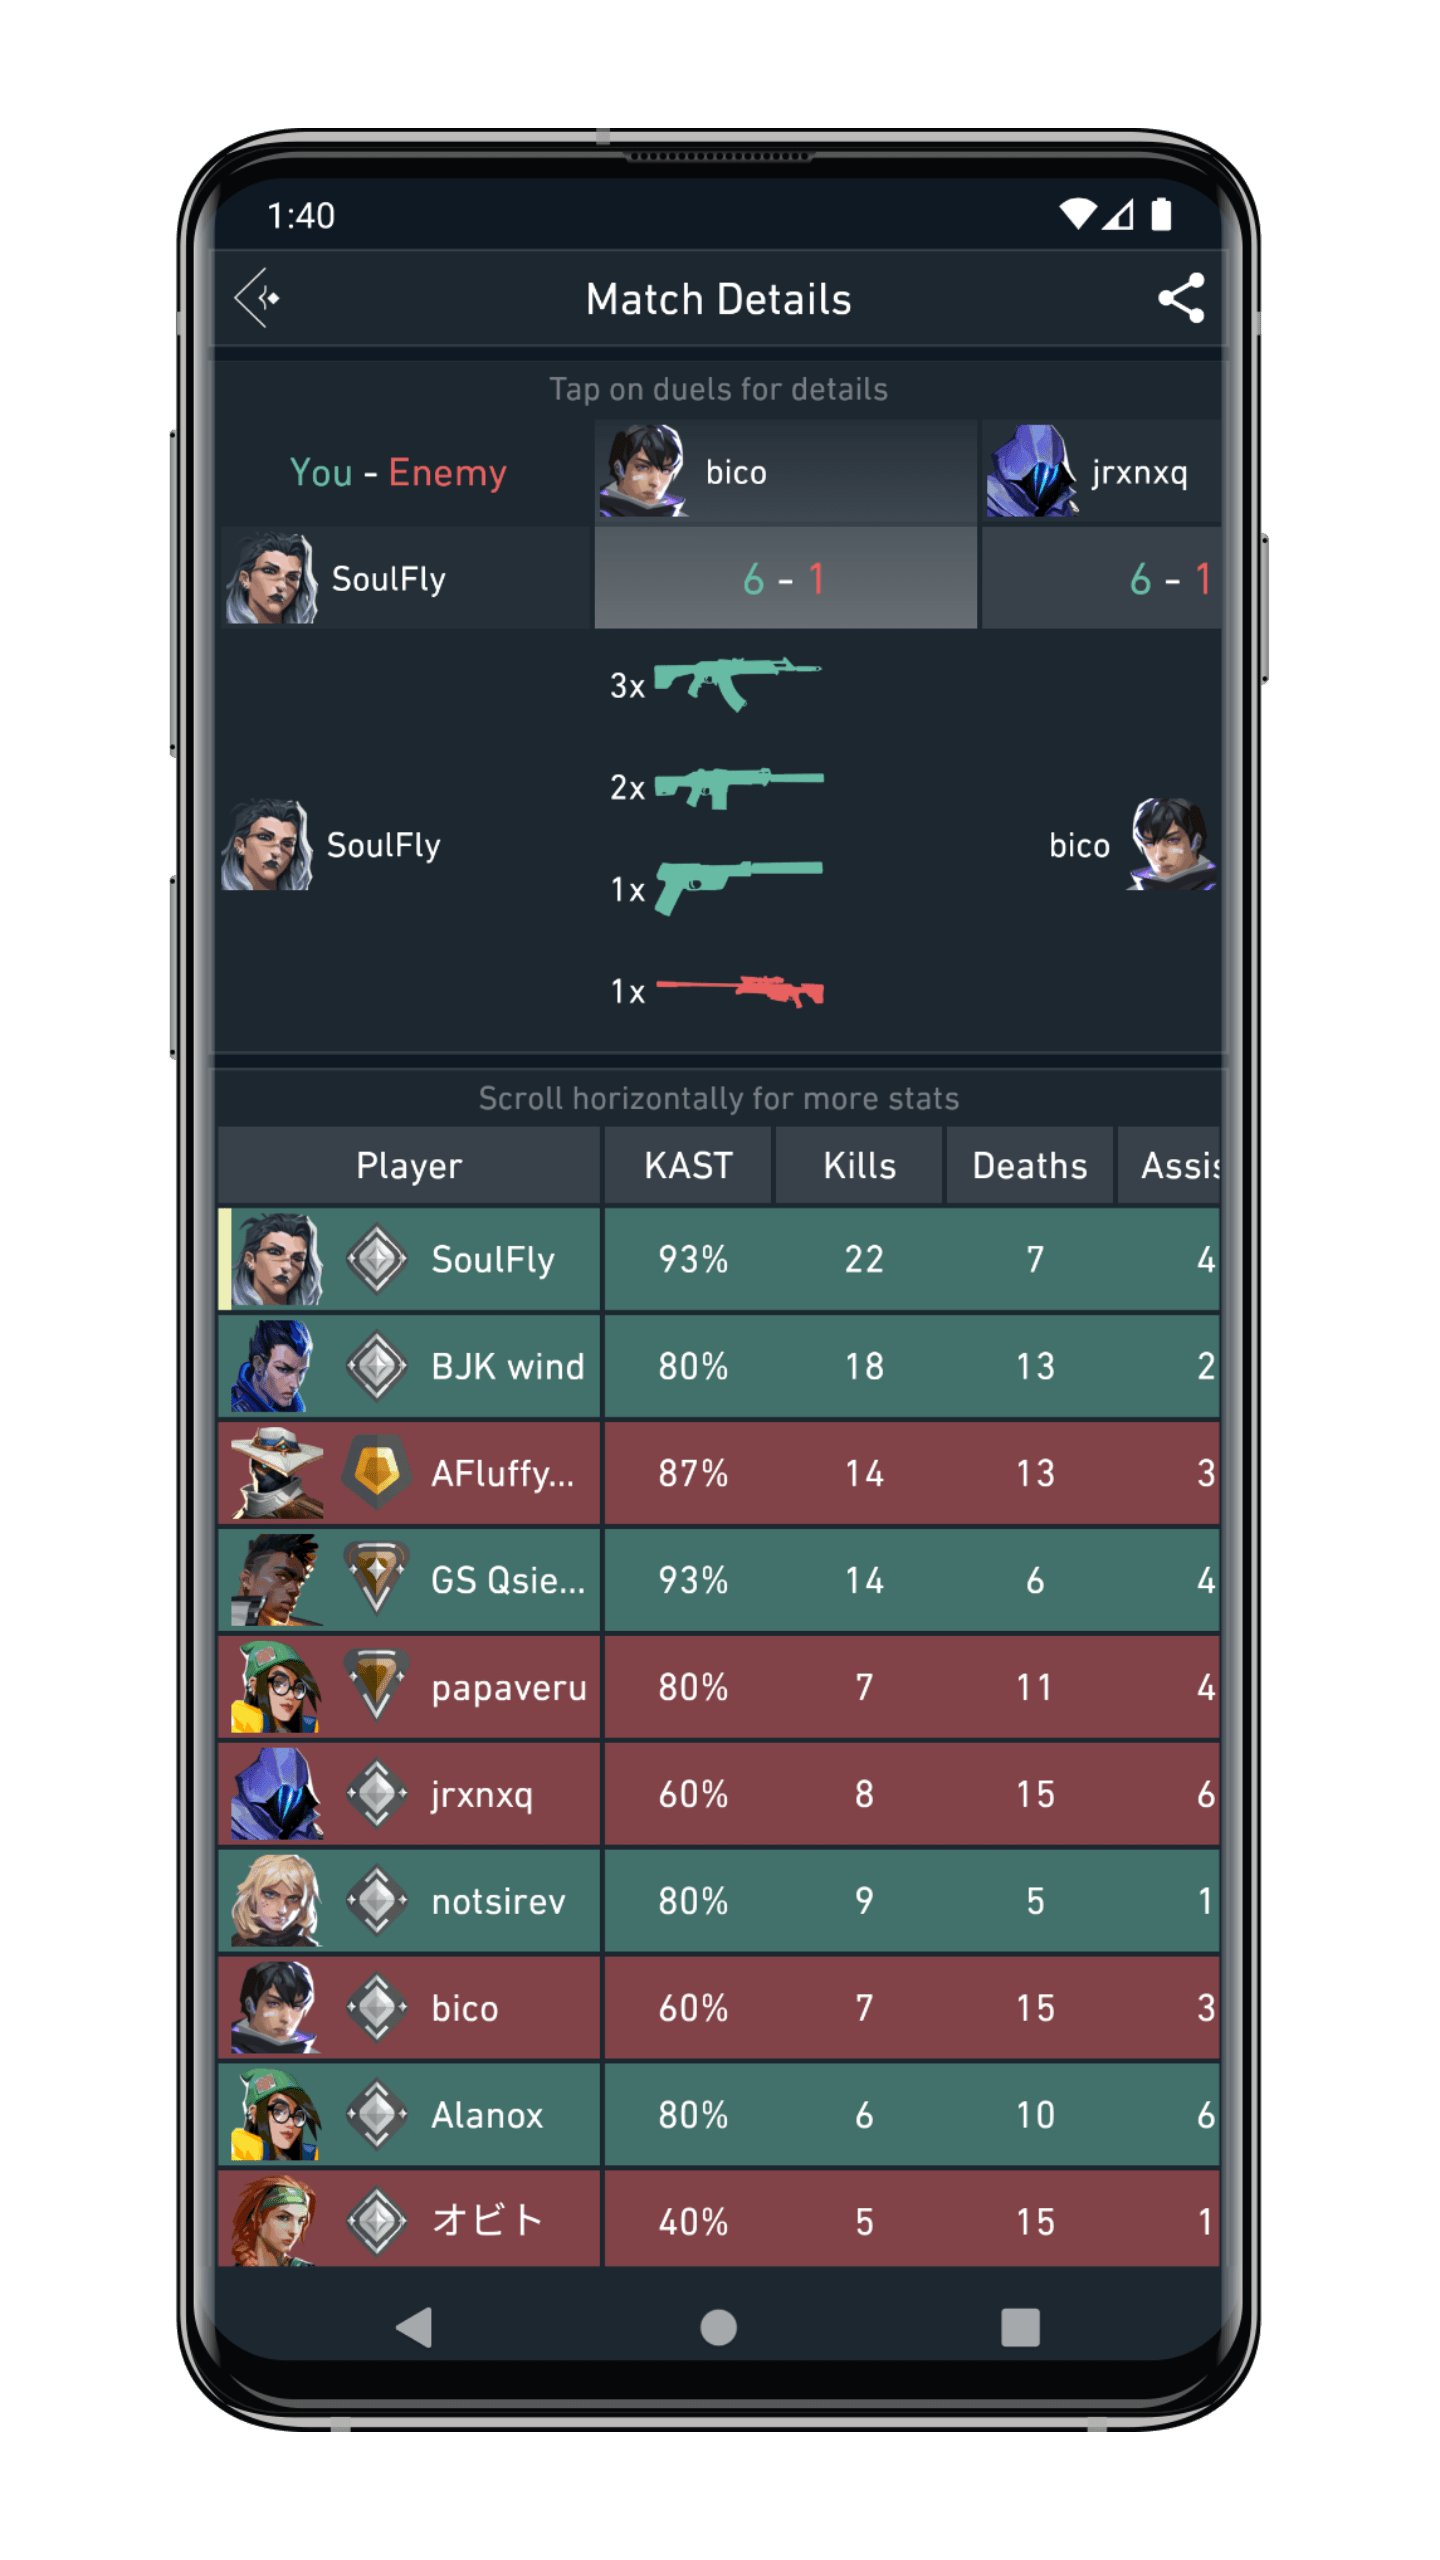 1:40
Match Details
Tap on duels for details
You - Enemy bico jrxnxq
SoulFly 6 - 1 6 - 1
3x
2x
SoulFly bico
1x
1x
Scroll horizontally for more stats
Player KAST Kills Deaths Assis
SoulFly 93% 22 7 4
BJK wind 80% 18 13 2
AFluffy... 87% 14 13 3
GS Qsie... 93% 14 6 4
papaveru 80% 7 11 4
jrxnxq 60% 8 15 6
notsirev 80% 9 5 1
bico 60% 7 15 3
Alanox 80% 6 10 6
オビト 40% 5 15 1